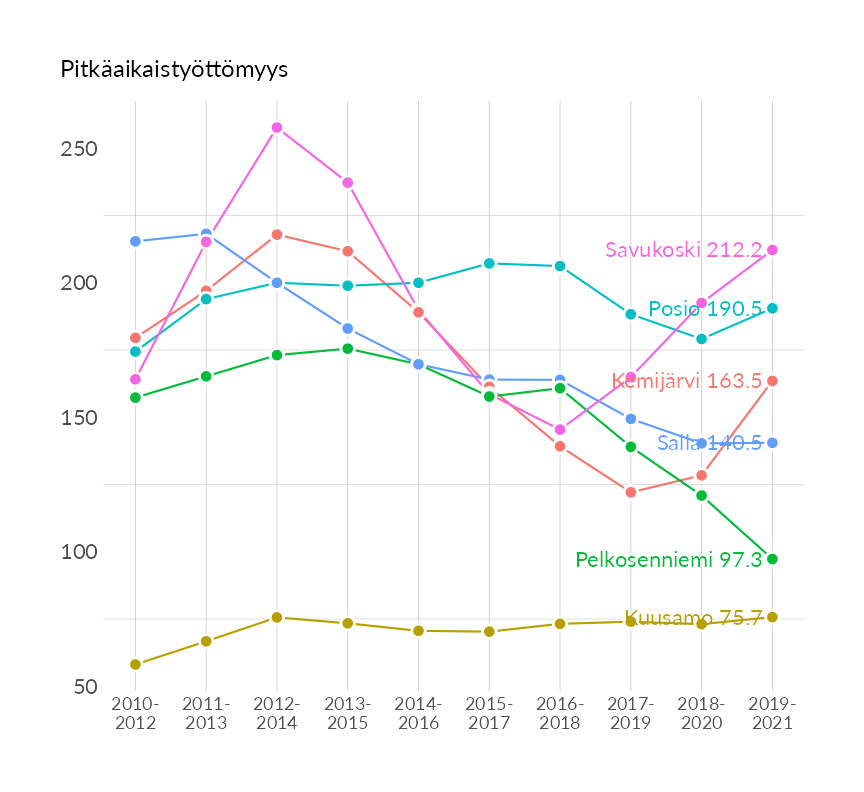 Pitkäaikaistyöttömyys
250
200
150
100
50
Savukoski 212.2
Posio 190.5
Kemijärvi 163.5
Salla 140.5
Pelkosenniemi 97.3
Kuusamo 75.7
2010- 2011- 2012- 2013- 2014- 2015- 2016- 2017- 2018- 2019-
2012 2013 2014 2015 2016 2017 2018 2019 2020 2021